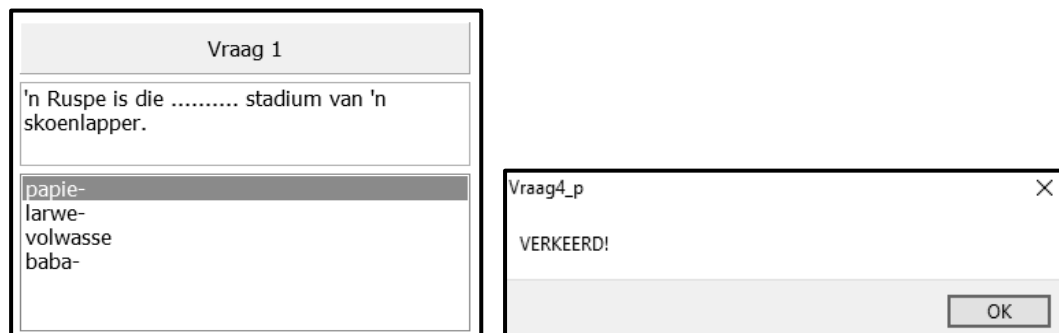 Vraag 1
'n Ruspe is die .......... stadium van 'n
skoenlapper.
papie-
larwe-
volwasse
baba-
Vraag4_p
VERKEERD!
OK